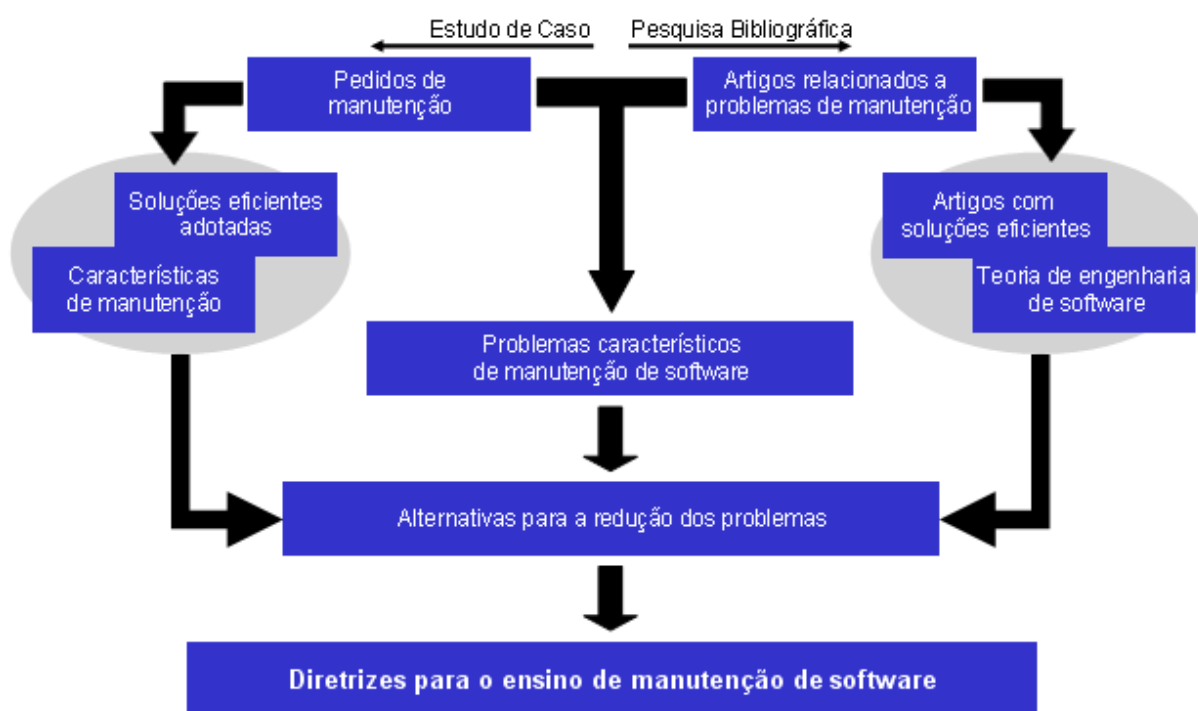 Estudo de Caso
Pesquisa Bibliográfica
Pedidos de
manutenção
Artigos relacionados a
problemas de manutenção
Soluções eficientes
adotadas
Características
de manutenção
Artigos com
soluções eficientes
Teoria de engenharia
de software
Problemas característicos
de manutenção de software
Alternativas para a redução dos problemas
Diretrizes para o ensino de manutenção de software